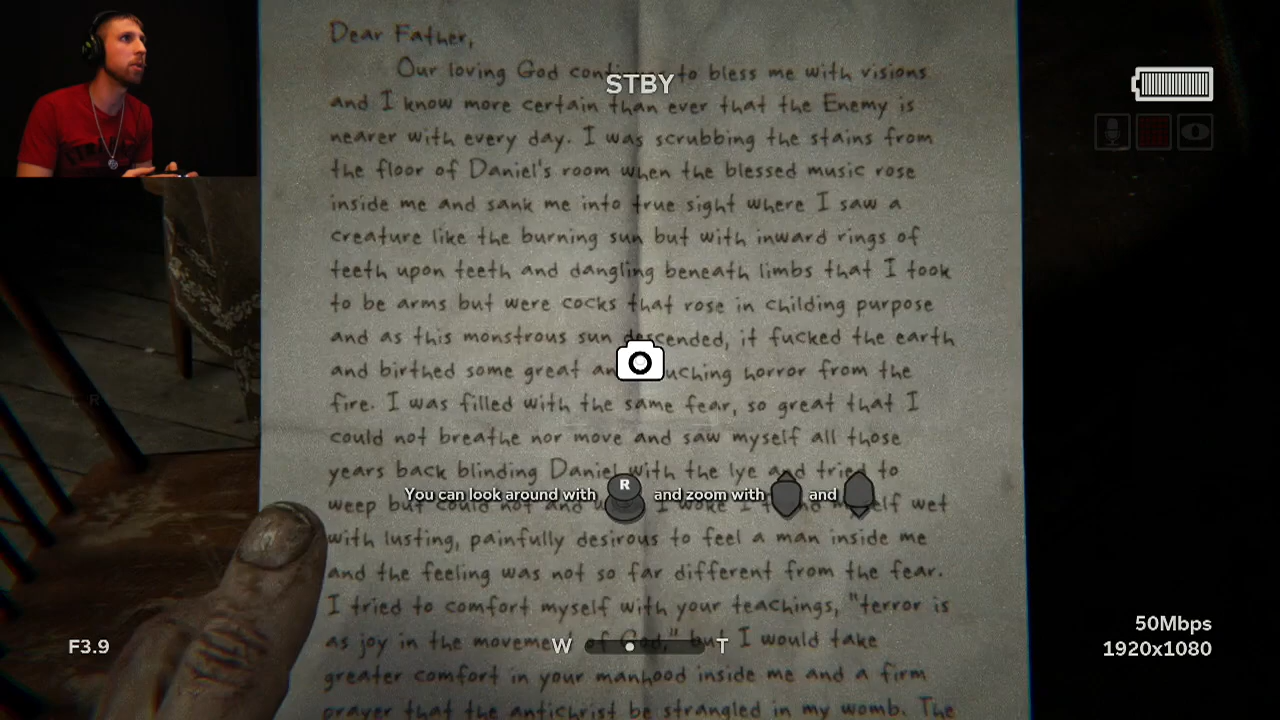 Dear Father,
Our loving God to bless me with visions
STBY
and I know more certain than ever that the Enemy is
nearer with every day. I was scrubbing the stains from
the floor of Daniel's room when the blessed music rose
inside me and sank me into true sight where I saw a
creature like the burning sun but with inward rings of
teeth upon teeth and dangling beneath limbs that I took
to be arms but were cocks that rose in childing purpose
and as this monstrous sun descended, it fucked the earth
and birthed some great horror from the
fire. I was filled with the same fear, so great that I
could not breathe nor move and saw myself all those
years back blinding Daniel with the lye and tried to
You can look around with R and zoom with and
weep but could not and I woke I wet
with lusting, painfully desirous to feel a man inside me
and the feeling was not so far different from the fear.
I tried to comfort myself with your teachings, "terror is
as joy in the movement of God," but I would take
W T
greater comfort in your manhood inside me and a firm
prayer that the antichrist be strangled in my womb. The
F3.9
50Mbps
1920x1080